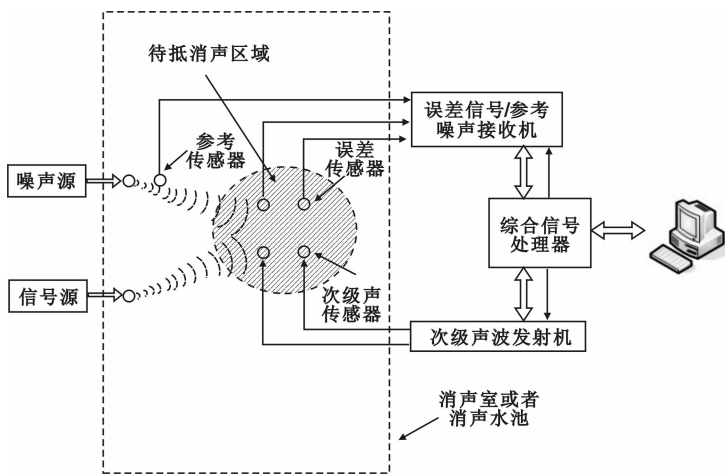 待抵消声区域
误差信号/参考
噪声接收机
参考
传感器
误差
传感器
噪声源
综合信号
处理器
信号源
次级声
传感器
次级声波发射机
消声室或者
消声水池